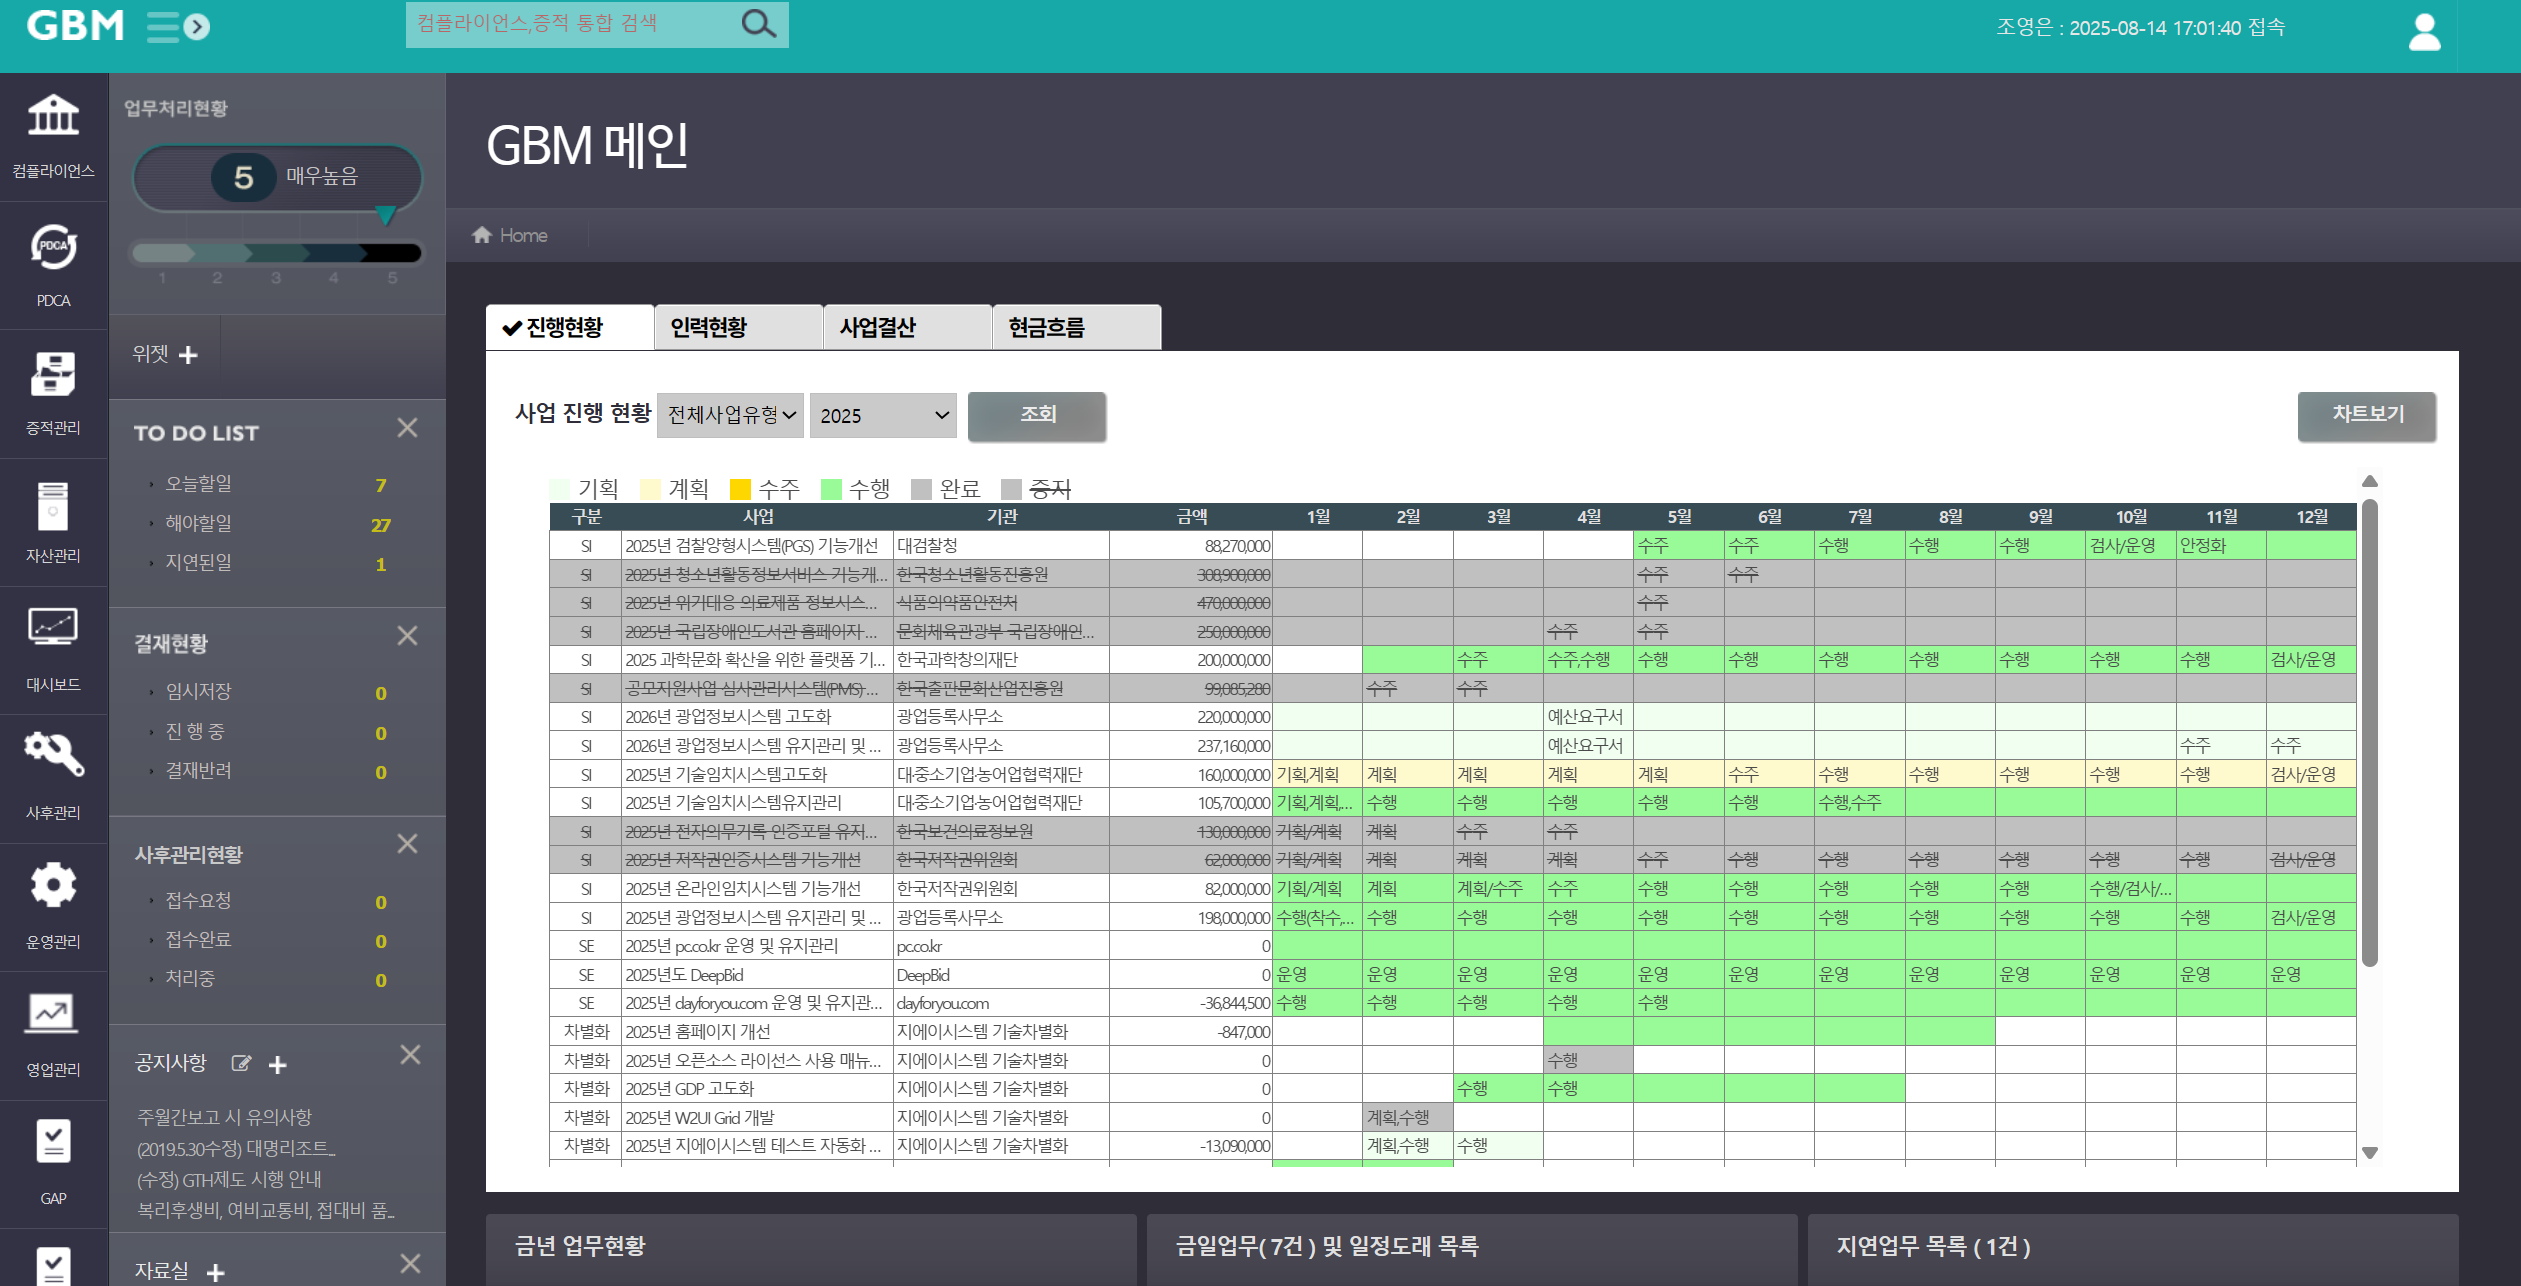 GBM
컴플라이언스,증적 통합 검색
조영은 : 2025-08-14 17:01:40 접속
컴플라이언스
PDCA
PDCA
증적관리
자산관리
대시보드
사후관리
운영관리
영업관리
GAP
업무처리현황
5 매우높음
1 2 3 4 5
위젯
TO DO LIST
오늘할일 7
해야할일 27
지연된일 1
결재현황
임시저장 0
진 행 중 0
결재반려 0
사후관리현황
접수요청 0
접수완료 0
처리중 0
공지사항
주월간보고 시 유의사항
(2019.5.30수정) 대명리조트...
(수정) GTH제도 시행 안내
복리후생비, 여비교통비, 접대비 품...
자료실
GBM 메인
Home
진행현황 인력현황 사업결산 현금흐름
사업 진행 현황 전체사업유형 2025 조회 차트보기
기획 계획 수주 수행 완료 중지
구분 사업 기관 금액 1월 2월 3월 4월 5월 6월 7월 8월 9월 10월 11월 12월
SI 2025년 검찰양형시스템(PGS) 기능개선 대검찰청 88,270,000 수주 수주 수행 수행 수행 검사/운영 안정화
SI 2025년 청소년활동정보서비스 기능개... 한국청소년활동진흥원 308,900,000 수주 수주
SI 2025년 위기대응 의료제품 정보시스... 식품의약품안전처 470,000,000 수주
SI 2025년 국립장애인도서관 홈페이지 ... 문화체육관광부 국립장애인... 250,000,000 수주 수주
SI 2025 과학문화 확산을 위한 플랫폼 기... 한국과학창의재단 200,000,000 수주 수주,수행 수행 수행 수행 수행 수행 수행 수행 검사/운영
SI 공모지원사업 심사관리시스템(PMS) ... 한국출판문화산업진흥원 99,085,280 수주 수주
SI 2026년 광업정보시스템 고도화 광업등록사무소 220,000,000 예산요구서
SI 2026년 광업정보시스템 유지관리 및 ... 광업등록사무소 237,160,000 예산요구서 수주 수주
SI 2025년 기술임치시스템고도화 대·중소기업·농어업협력재단 160,000,000 기획,계획 계획 계획 계획 계획 수주 수행 수행 수행 수행 수행 검사/운영
SI 2025년 기술임치시스템유지관리 대·중소기업·농어업협력재단 105,700,000 기획,계획,... 수행 수행 수행 수행 수행 수행,수주
SI 2025년 전자의무기록 인증포털 유지... 한국보건의료정보원 130,000,000 기획/계획 계획 수주 수주
SI 2025년 저작권인증시스템 기능개선 한국저작권위원회 62,000,000 기획/계획 계획 계획 계획 수주 수행 수행 수행 수행 수행 수행 검사/운영
SI 2025년 온라인임치시스템 기능개선 한국저작권위원회 82,000,000 기획/계획 계획 계획/수주 수주 수행 수행 수행 수행 수행 수행/검사/...
SI 2025년 광업정보시스템 유지관리 및 ... 광업등록사무소 198,000,000 수행(착수,... 수행 수행 수행 수행 수행 수행 수행 수행 수행 수행 검사/운영
SE 2025년 pc.co.kr 운영 및 유지관리 pc.co.kr 0
SE 2025년도 DeepBid DeepBid 0 운영 운영 운영 운영 운영 운영 운영 운영 운영 운영 운영 운영
SE 2025년 dayforyou.com 운영 및 유지관... dayforyou.com -36,844,500 수행 수행 수행 수행 수행
차별화 2025년 홈페이지 개선 지에이시스템 기술차별화 -847,000
차별화 2025년 오픈소스 라이선스 사용 매뉴... 지에이시스템 기술차별화 0 수행
차별화 2025년 GDP 고도화 지에이시스템 기술차별화 0 수행 수행
차별화 2025년 W2UI Grid 개발 지에이시스템 기술차별화 0 계획,수행
차별화 2025년 지에이시스템 테스트 자동화 ... 지에이시스템 기술차별화 -13,090,000 계획,수행 수행
금년 업무현황
금일업무( 7건 ) 및 일정도래 목록
지연업무 목록 ( 1건 )